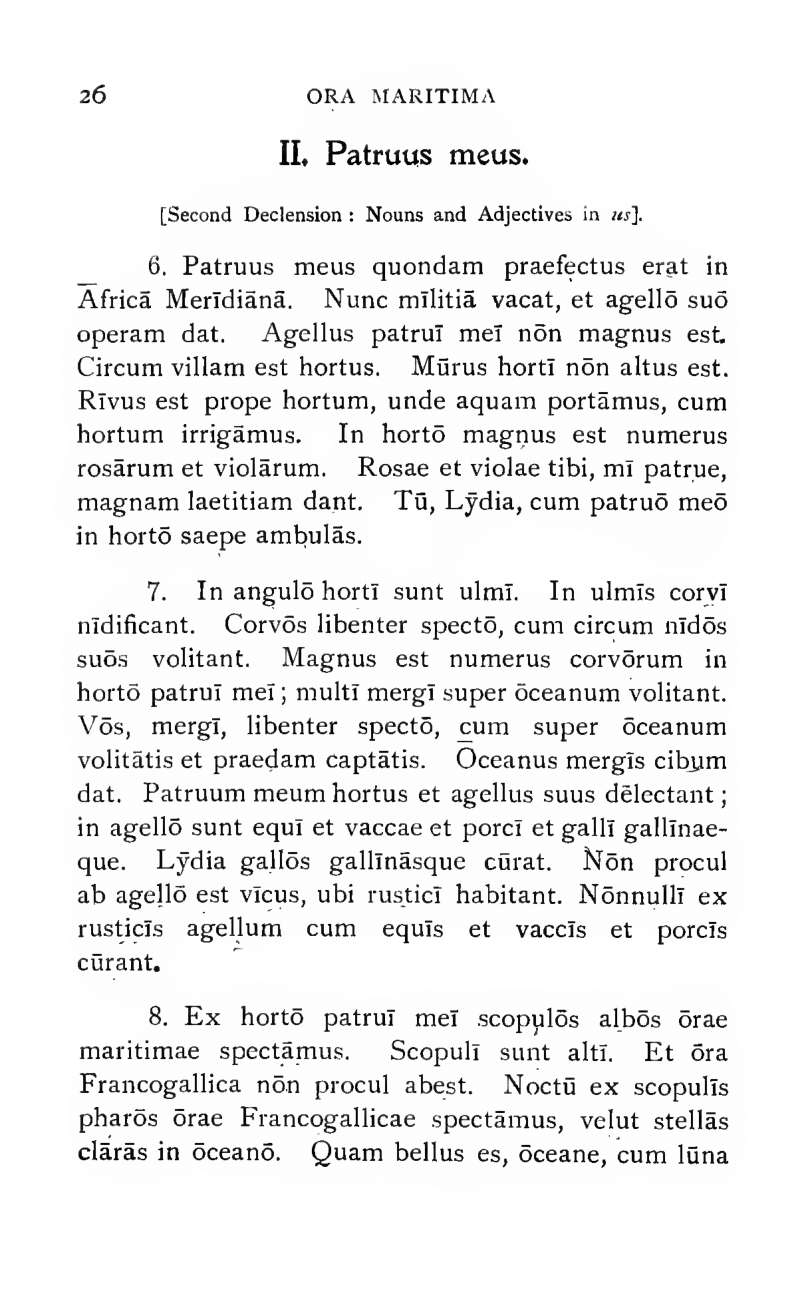 26 ORA MARITIMA
II. Patruus meus.
[Second Declension : Nouns and Adjectives in us].
6. Patruus meus quondam praefectus erat in
Āfricā Merīdiānā. Nunc mīlitiā vacat, et agellō suō
operam dat. Agellus patruī meī nōn magnus est.
Circum villam est hortus. Mūrus hortī nōn altus est.
Rīvus est prope hortum, unde aquam portāmus, cum
hortum irrigāmus. In hortō magnus est numerus
rosārum et violārum. Rosae et violae tibi, mī patrue,
magnam laetitiam dant. Tū, Lȳdia, cum patruō meō
in hortō saepe ambulās.
7. In angulō hortī sunt ulmī. In ulmīs corvī
nīdificant. Corvōs libenter spectō, cum circum nīdōs
suōs volitant. Magnus est numerus corvōrum in
hortō patruī meī ; multī mergī super ōceanum volitant.
Vōs, mergī, libenter spectō, cum super ōceanum
volitātis et praedam captātis. Ōceanus mergīs cibum
dat. Patruum meum hortus et agellus suus dēlectant ;
in agellō sunt equī et vaccae et porcī et gallī gallīnae-
que. Lȳdia gallōs gallīnāsque cūrat. Nōn procul
ab agellō est vīcus, ubi rusticī habitant. Nōnnullī ex
rusticīs agellum cum equīs et vaccīs et porcīs
cūrant.
8. Ex hortō patruī meī scopulōs albōs ōrae
maritimae spectāmus. Scopulī sunt altī. Et ōra
Francogallica nōn procul abest. Noctū ex scopulīs
pharōs ōrae Francogallicae spectāmus, velut stellās
clārās in ōceanō. Quam bellus es, ōceane, cum lūna